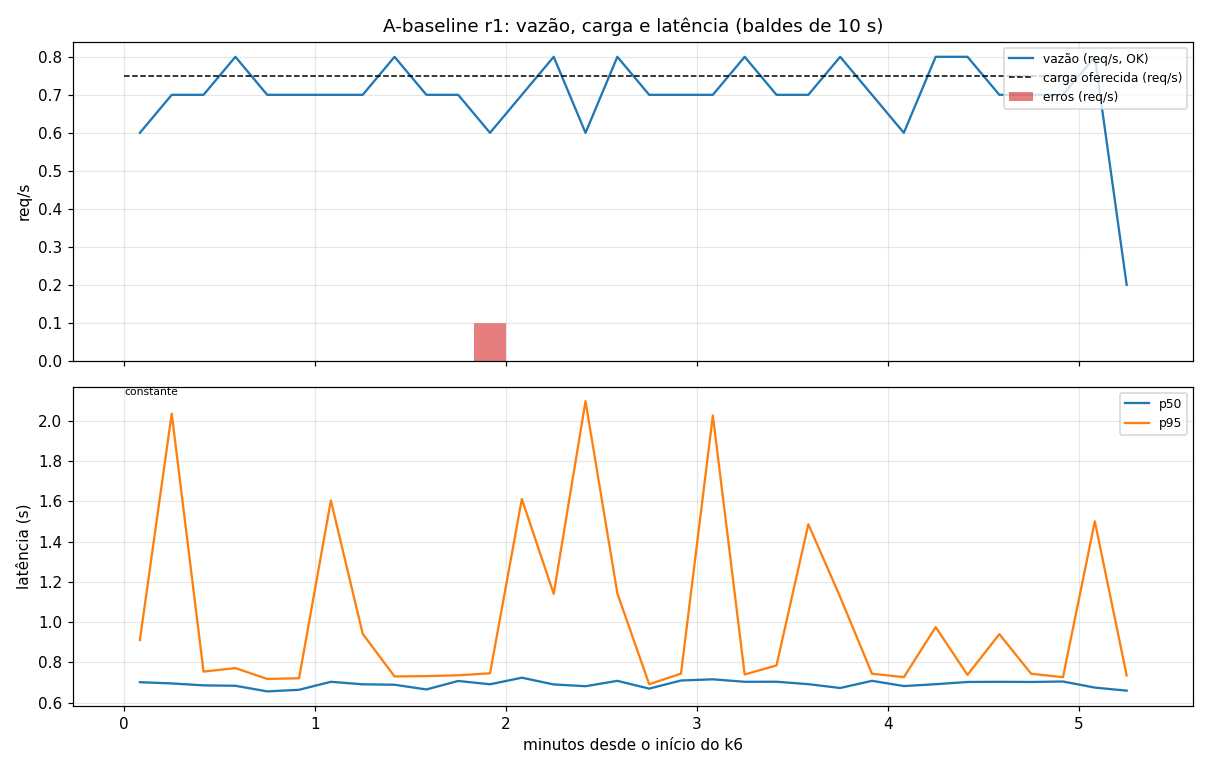 A-baseline r1: vazão, carga e latência (baldes de 10 s)
vazão (req/s, OK)
carga oferecida (req/s)
erros (req/s)
0.8
0.7
0.6
0.5
0.4
0.3
0.2
0.1
0.0
req/s
constante
p50
p95
2.0
1.8
1.6
1.4
1.2
1.0
0.8
0.6
latência (s)
0 1 2 3 4 5
minutos desde o início do k6